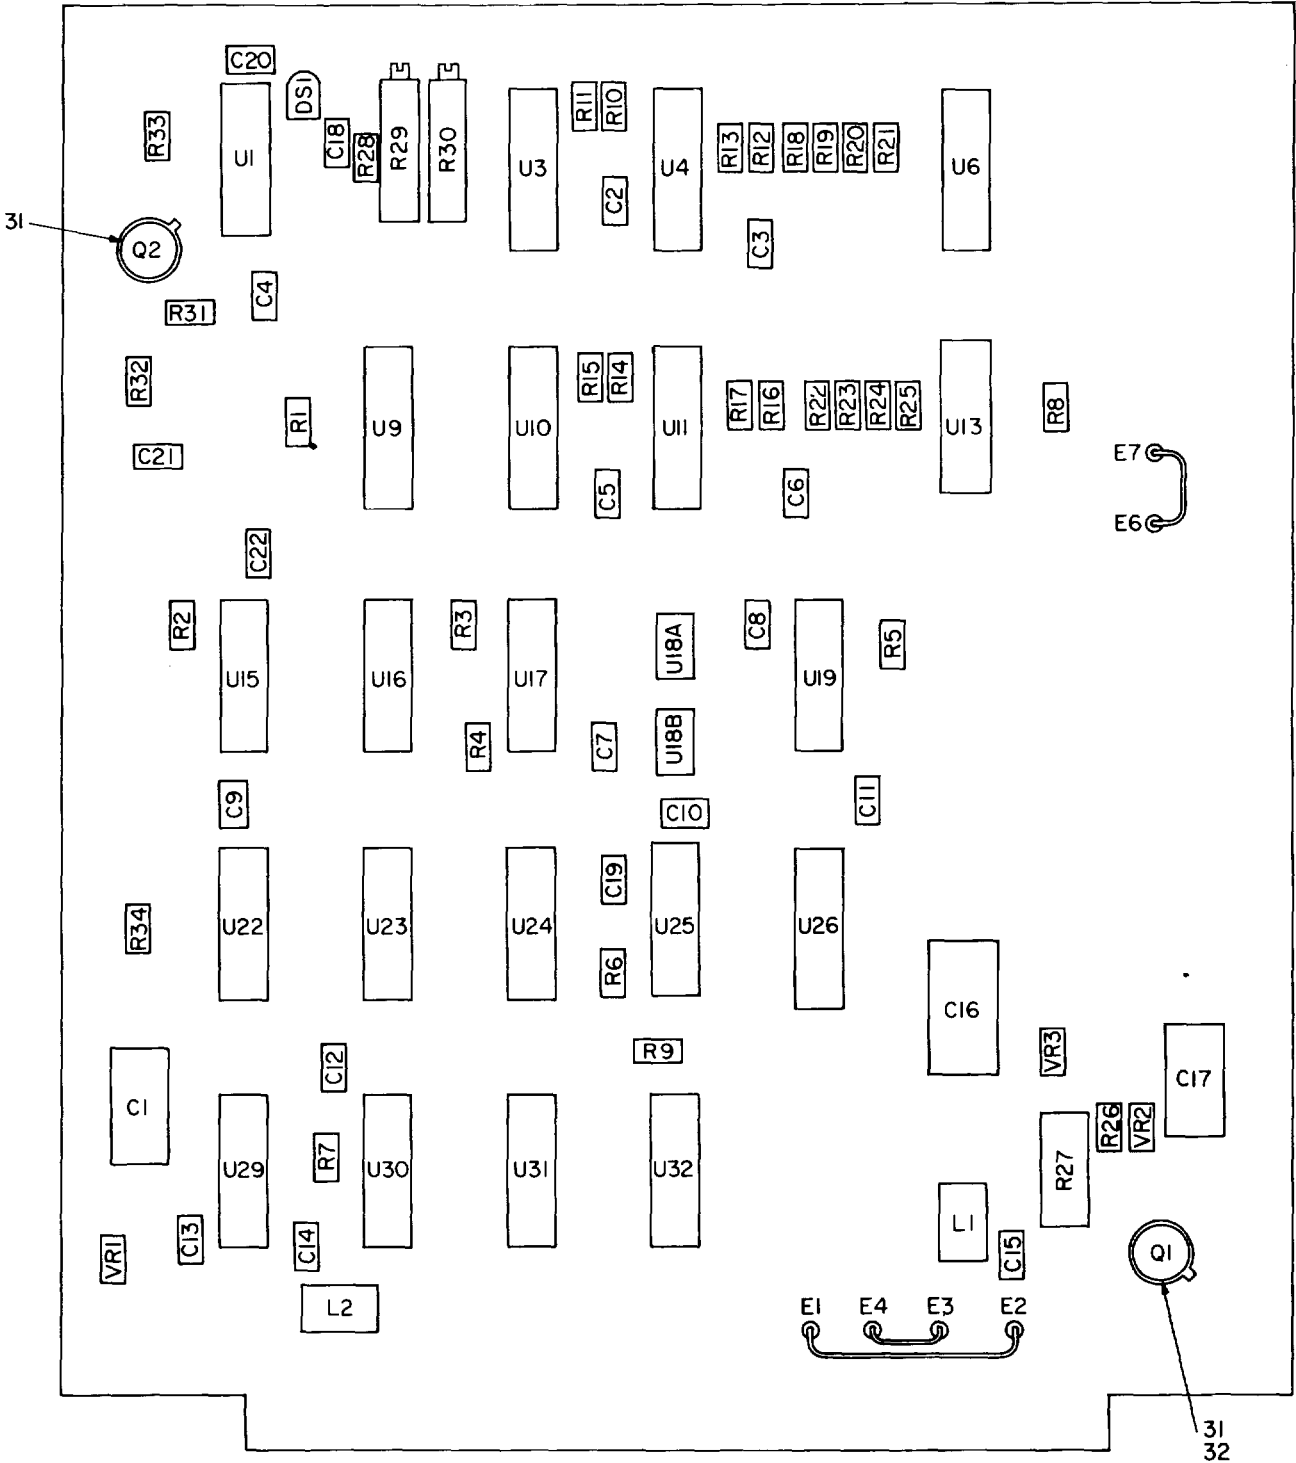 C20
DS1
R33
U1
C18
R28
R29
R30
U3
R11
R10
C2
U4
R13
R12
R18
R19
R20
R21
C3
U6
31
Q2
C4
R31
R32
R1
C21
U9
U10
R15
R14
U11
R17
R16
R22
R23
R24
R25
U13
R8
E7
E6
C5
C6
C22
R2
U15
U16
R3
U17
U18A
C8
U19
R5
R4
C7
U18B
C9
C10
C11
R34
U22
U23
U24
C19
R6
U25
U26
C16
R9
C12
VR3
C17
C1
R26
VR2
U29
R7
U30
U31
U32
R27
L1
C13
C14
C15
VR1
Q1
L2
E1
E4
E3
E2
31
32